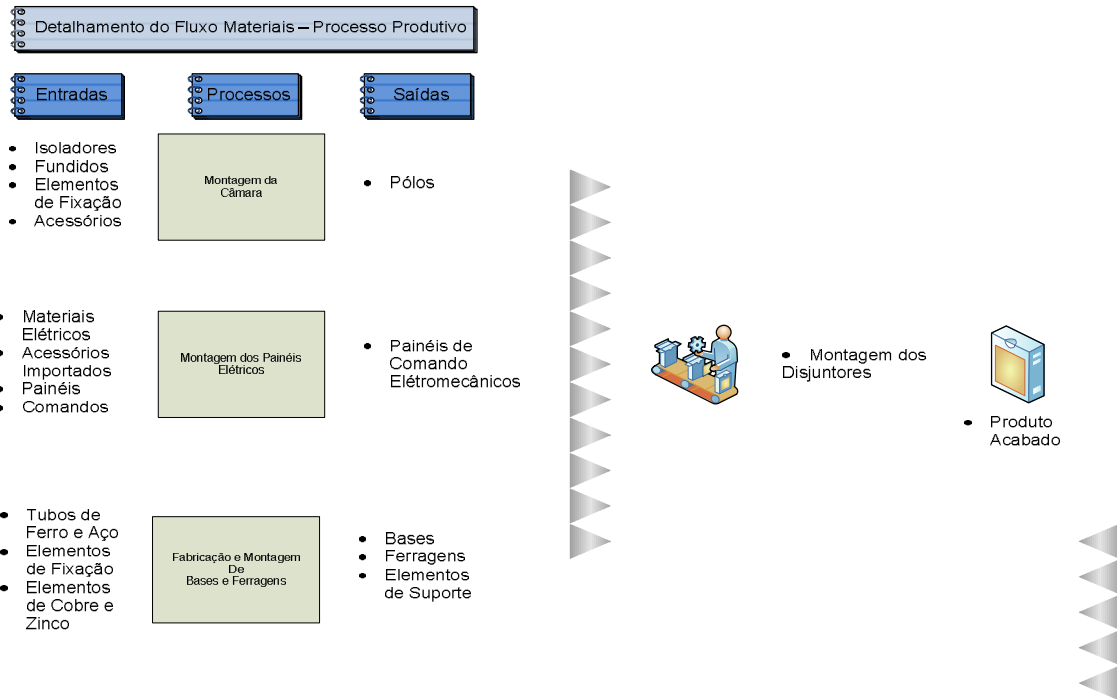 Detalhamento do Fluxo Materiais – Processo Produtivo
Entradas
Processos
Saídas
• Isoladores
• Fundidos
• Elementos
de Fixação
• Acessórios
Montagem da
Câmara
• Pólos
• Materiais
Elétricos
• Acessórios
Importados
• Painéis
• Comandos
Montagem dos Painéis
Elétricos
• Painéis de
Comando
Elétromecânicos
• Montagem dos
Disjuntores
• Produto
Acabado
• Tubos de
Ferro e Aço
• Elementos
de Fixação
• Elementos
de Cobre e
Zinco
Fabricação e Montagem
De
Bases e Ferragens
• Bases
• Ferragens
• Elementos
de Suporte